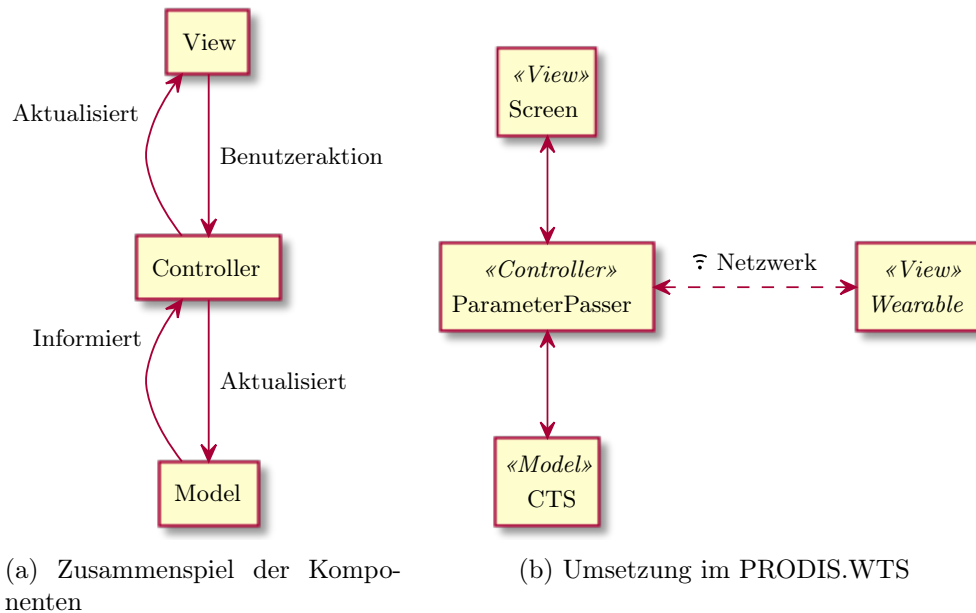 View
Aktualisiert
Benutzeraktion
Controller
Informiert
Aktualisiert
Model
(a) Zusammenspiel der Kompo-
nenten
«View»
Screen
«Controller»
ParameterPasser
Netzwerk
«View»
Wearable
«Model»
CTS
(b) Umsetzung im PRODIS.WTS